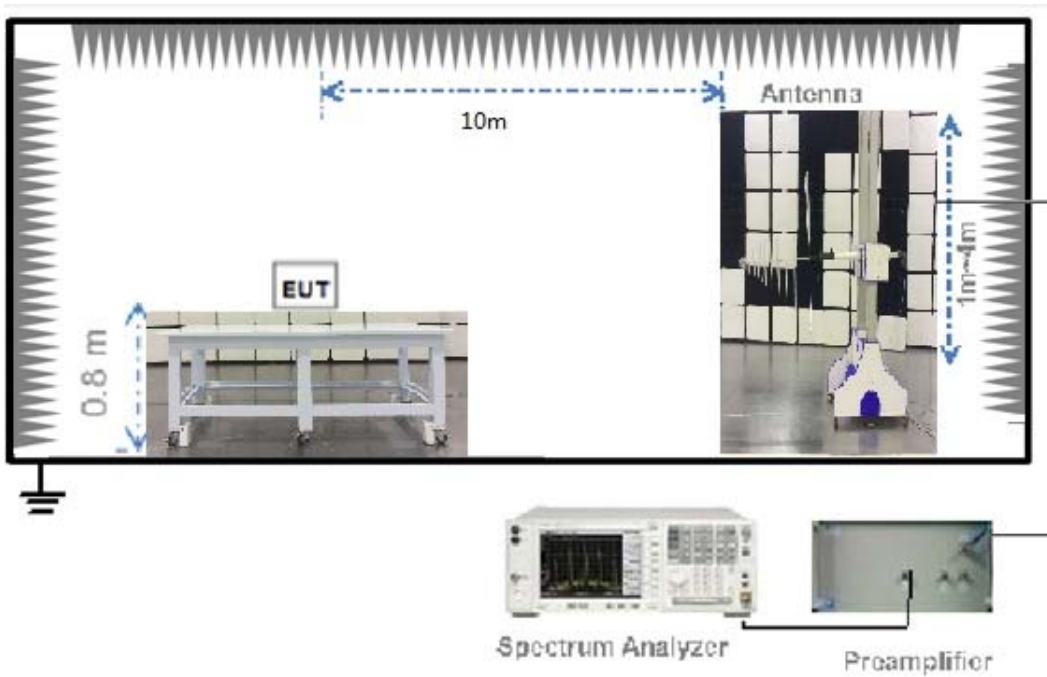 Antenna
10m
1m~4m
EUT
0.8 m
Spectrum Analyzer
Preamplifier